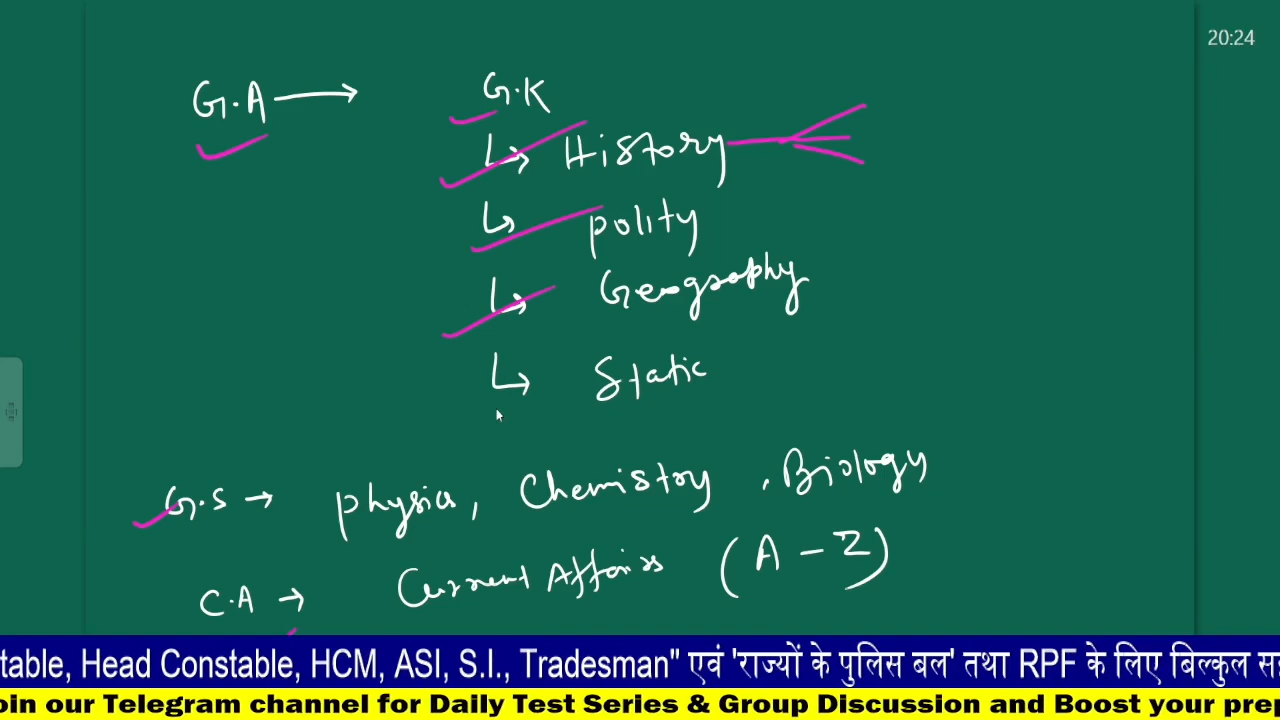 20:24
G.A → G.K
↳ History
↳ polity
↳ Geography
↳ Static
G.S → physics, Chemistry, Biology
C.A → Current Affairs (A - Z)
table, Head Constable, HCM, ASI, S.I., Tradesman" एवं 'राज्यों के पुलिस बल' तथा RPF के लिए बिल्कुल
oin our Telegram channel for Daily Test Series & Group Discussion and Boost your prep